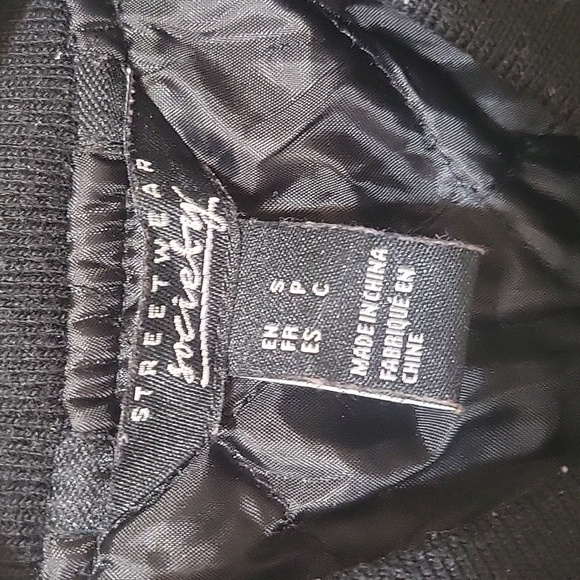 STREETWEAR
society
EN S
FR P
ES C
MADE IN CHINA
FABRIQUÉ EN
CHINE